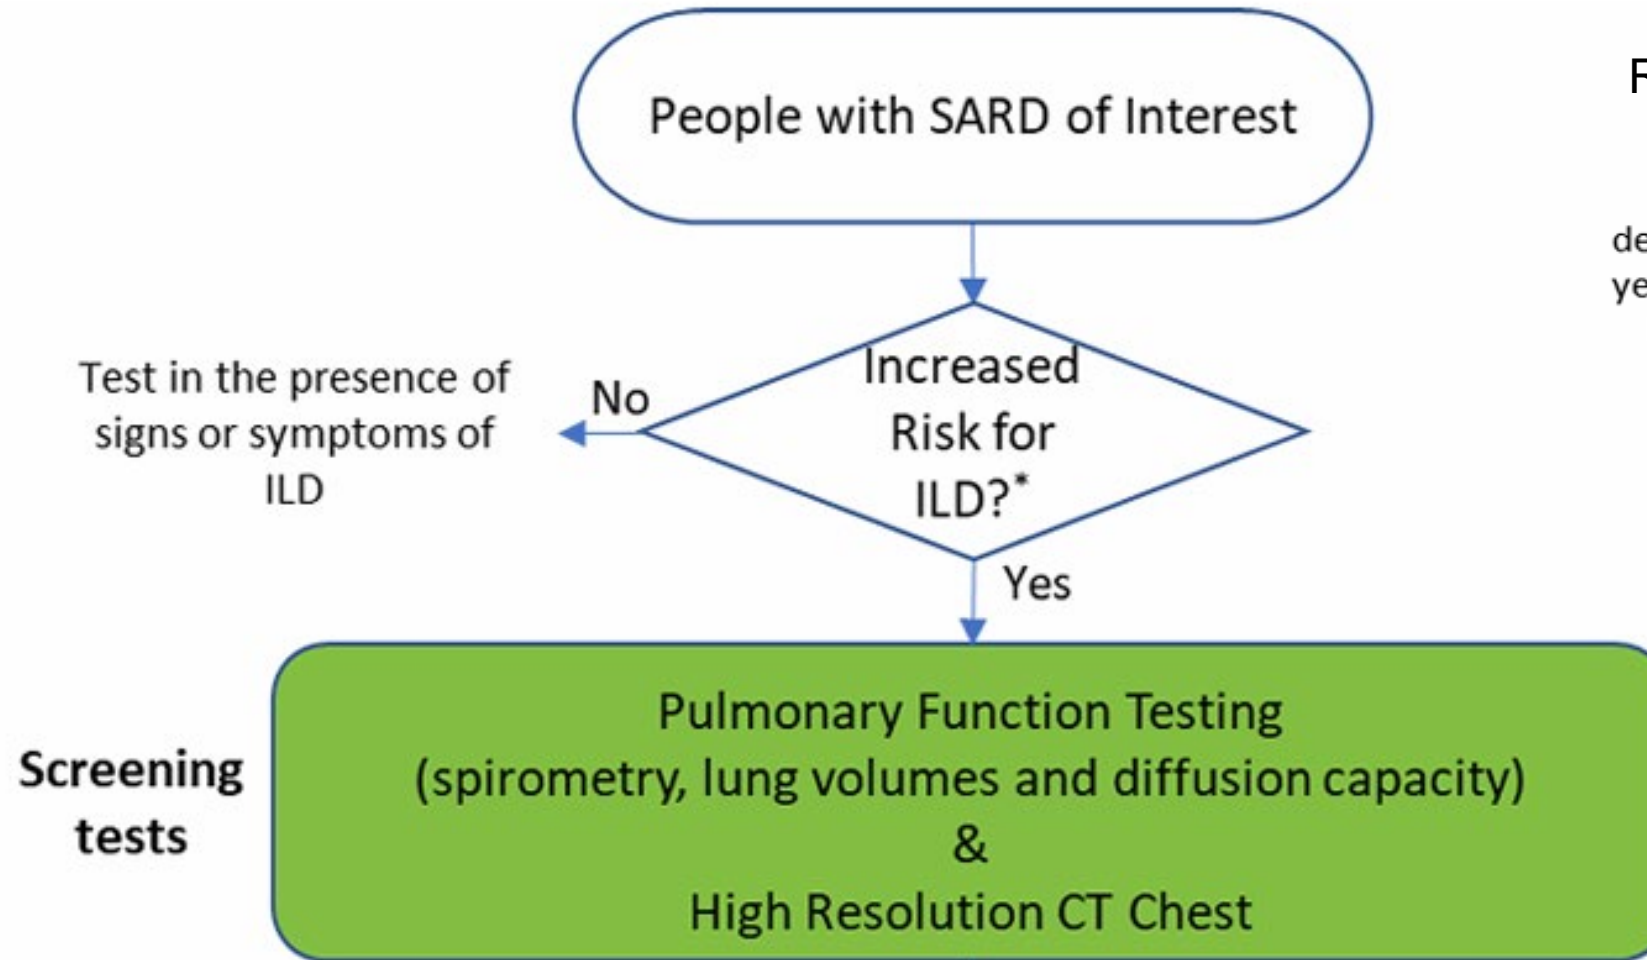 People with SARD of Interest
Increased
Risk for
ILD?*
No
Test in the presence of
signs or symptoms of
ILD
Yes
Screening
tests
Pulmonary Function Testing
(spirometry, lung volumes and diffusion capacity)
&
High Resolution CT Chest